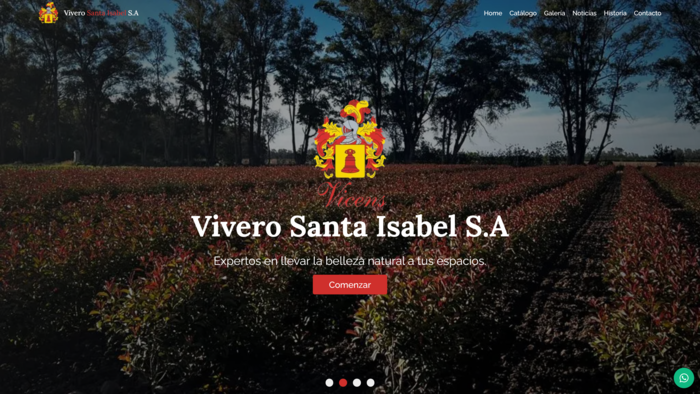 Vivero Santa Isabel S.A
Home Catálogo Galería Noticias Historia Contacto
Vicens
Vivero Santa Isabel S.A
Expertos en llevar la belleza natural a tus espacios.
Comenzar